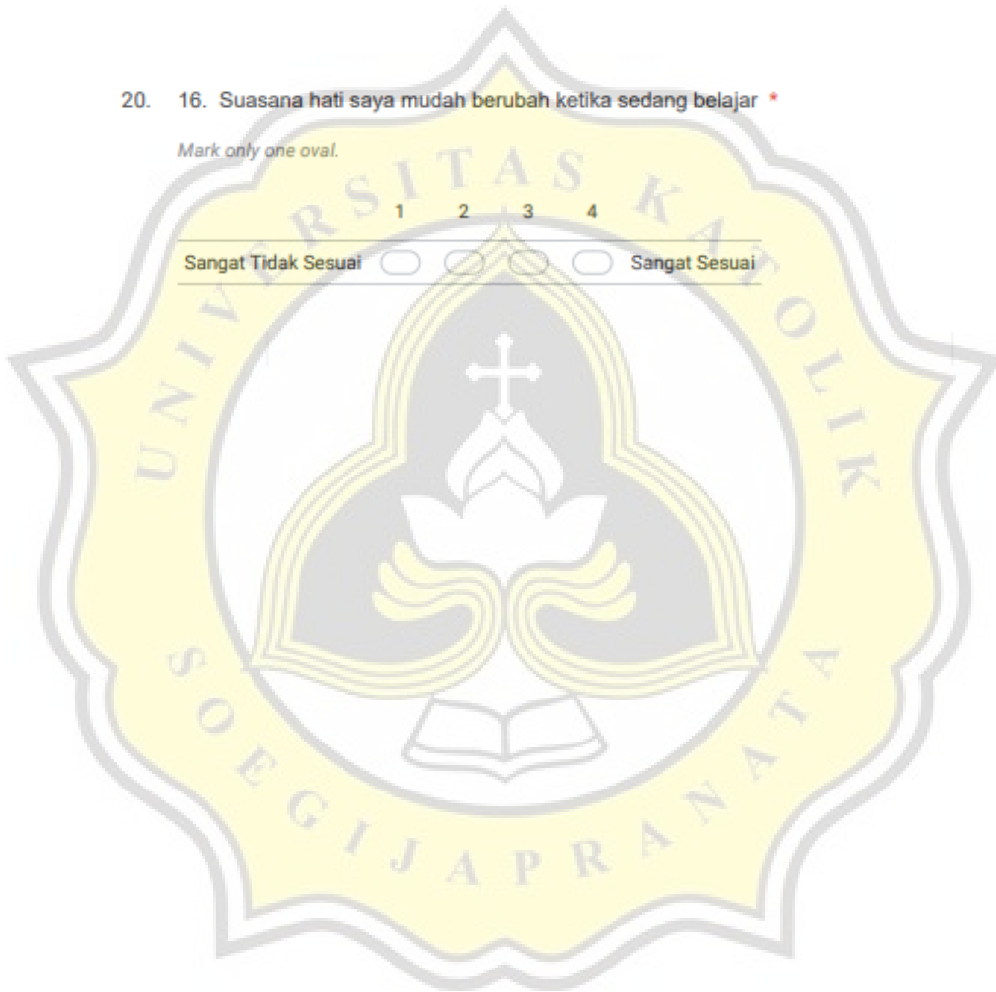 20. 16. Suasana hati saya mudah berubah ketika sedang belajar *
Mark only one oval.
1 2 3 4
Sangat Tidak Sesuai Sangat Sesuai
UNIVERSITAS KATOLIK
SOEGIJAPRANATA